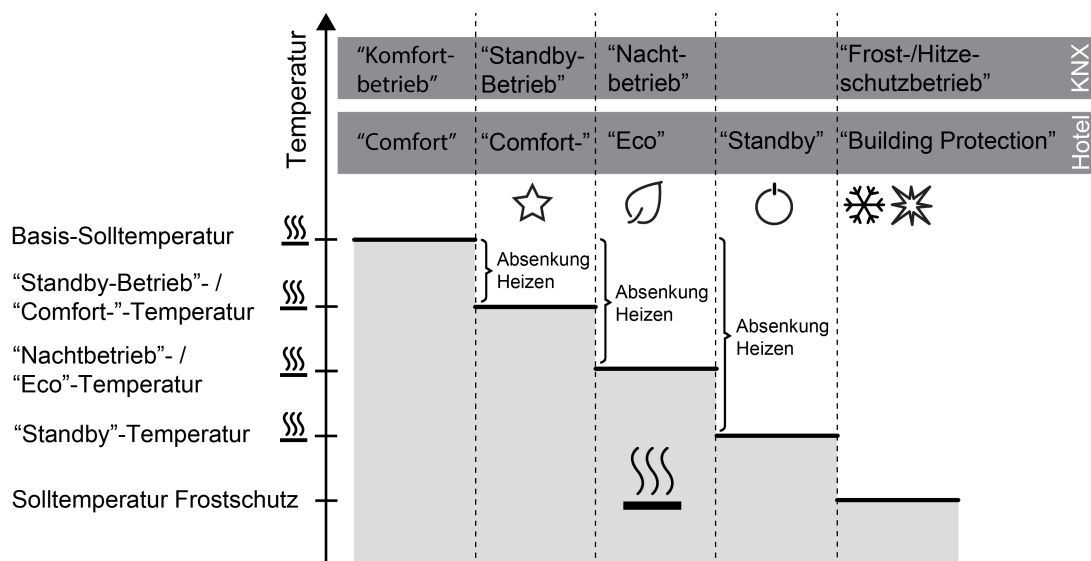 Temperatur
“Komfort-
betrieb”
“Standby-
Betrieb”
“Nacht-
betrieb”
“Frost-/Hitze-
schutzbetrieb”
KNX
“Comfort”
“Comfort-”
“Eco”
“Standby”
“Building Protection”
Hotel
Basis-Solltemperatur
“Standby-Betrieb”- /
“Comfort-”-Temperatur
“Nachtbetrieb”- /
“Eco”-Temperatur
“Standby”-Temperatur
Solltemperatur Frostschutz
Absenkung
Heizen
Absenkung
Heizen
Absenkung
Heizen